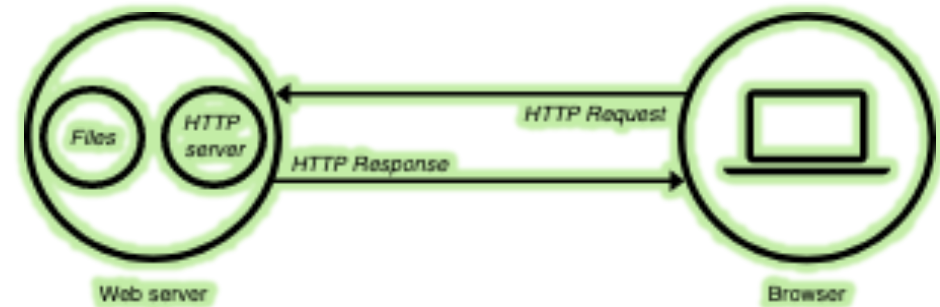 Files
HTTP
server
HTTP Request
HTTP Response
Web server
Browser